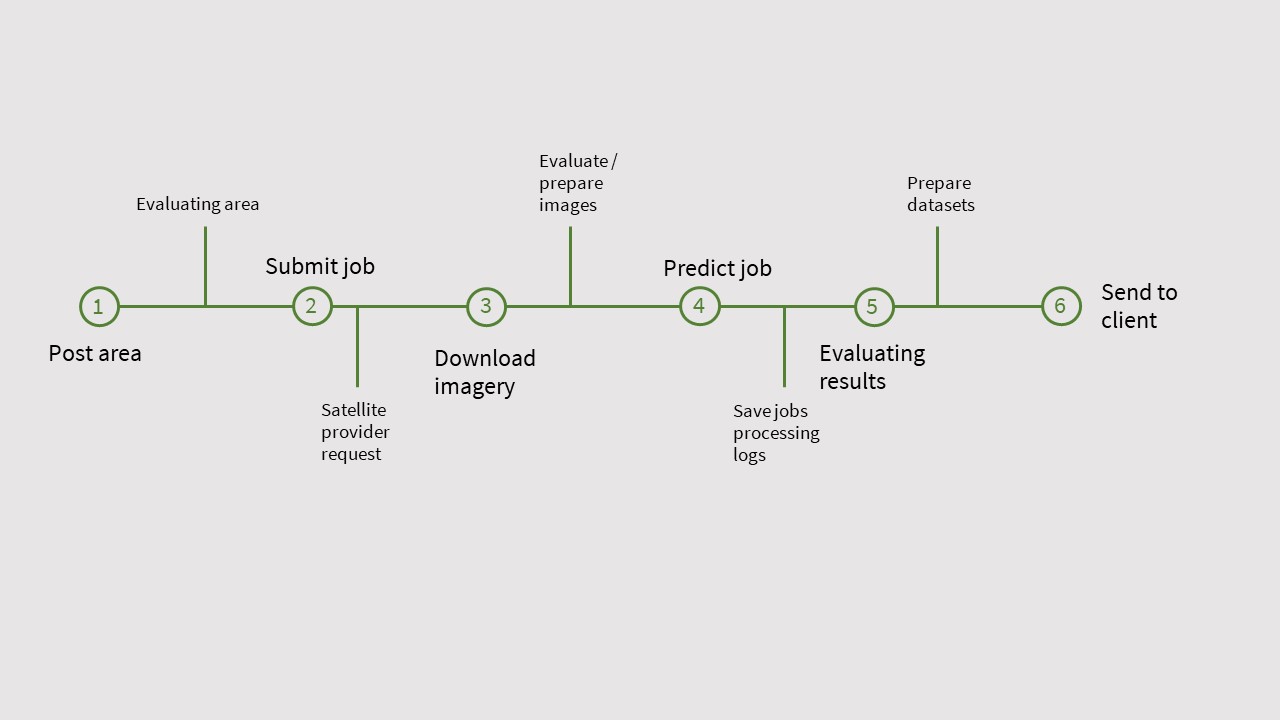 Evaluate /
prepare
images
Prepare
datasets
Evaluating area
Submit job
Predict job
1
2
3
4
5
6
Send to
client
Post area
Download
imagery
Evaluating
results
Satellite
provider
request
Save jobs
processing
logs